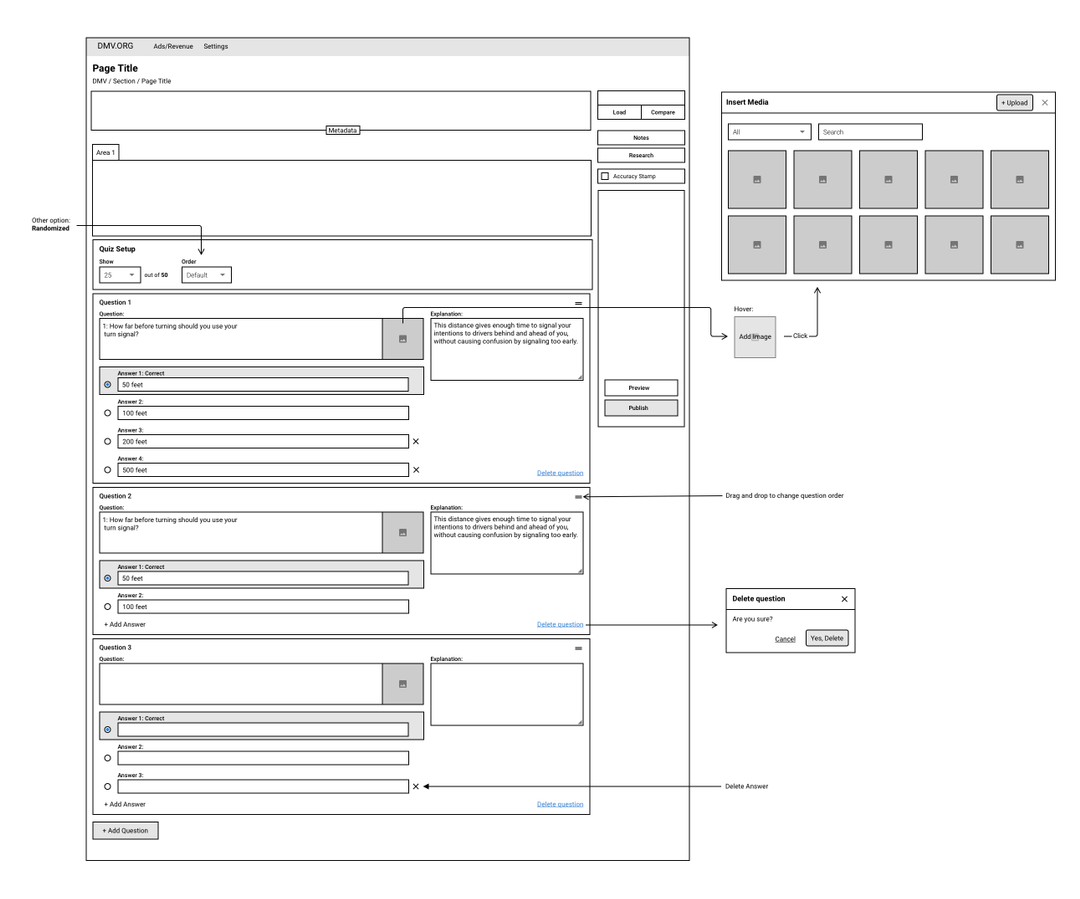 DMV.ORG Ads/Revenue Settings
Page Title
DMV / Section / Page Title
Metadata
Load Compare
Notes
Research
Accuracy Stamp
Area 1
Other option:
Randomized
Quiz Setup
Show Order
25 out of 50 Default
Question 1
Question: Explanation:
1: How far before turning should you use your
turn signal?
This distance gives enough time to signal your
intentions to drivers behind and ahead of you,
without causing confusion by signaling too early.
Answer 1: Correct
50 feet
Answer 2:
100 feet
Answer 3:
200 feet
Answer 4:
500 feet
Delete question
Preview
Publish
Question 2
Question: Explanation:
1: How far before turning should you use your
turn signal?
This distance gives enough time to signal your
intentions to drivers behind and ahead of you,
without causing confusion by signaling too early.
Answer 1: Correct
50 feet
Answer 2:
100 feet
+ Add Answer Delete question
Question 3
Question: Explanation:
Answer 1: Correct
Answer 2:
Answer 3:
+ Add Answer Delete question
+ Add Question
Insert Media + Upload
All Search
Hover:
Add Image
Click
Drag and drop to change question order
Delete question
Are you sure?
Cancel Yes, Delete
Delete Answer